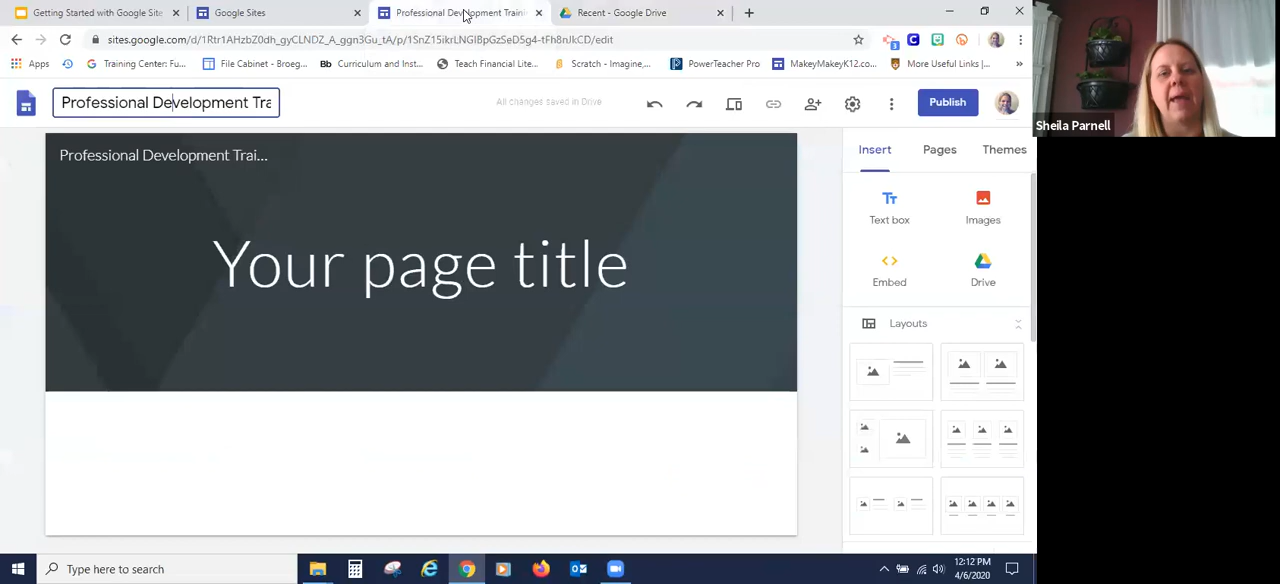 Getting Started with Google Site
Google Sites
Professional Development Traini
Recent - Google Drive
sites.google.com/d/1Rtr1AHzbZ0dh_gyCLNDZ_A_ggn3Gu_tA/p/1SnZ15ikrLNGlBpGzSeD5g4-tFh8nJkCD/edit
Apps
Training Center: Fu...
File Cabinet - Broeg...
Bb Curriculum and Inst...
Teach Financial Lite...
Scratch - Imagine,...
PowerTeacher Pro
MakeyMakeyK12.co...
More Useful Links |...
»
Professional Development Tra
All changes saved in Drive
Publish
Sheila Parnell
Professional Development Trai...
Your page title
Insert
Pages
Themes
Text box
Images
Embed
Drive
Layouts
Type here to search
12:12 PM
4/6/2020